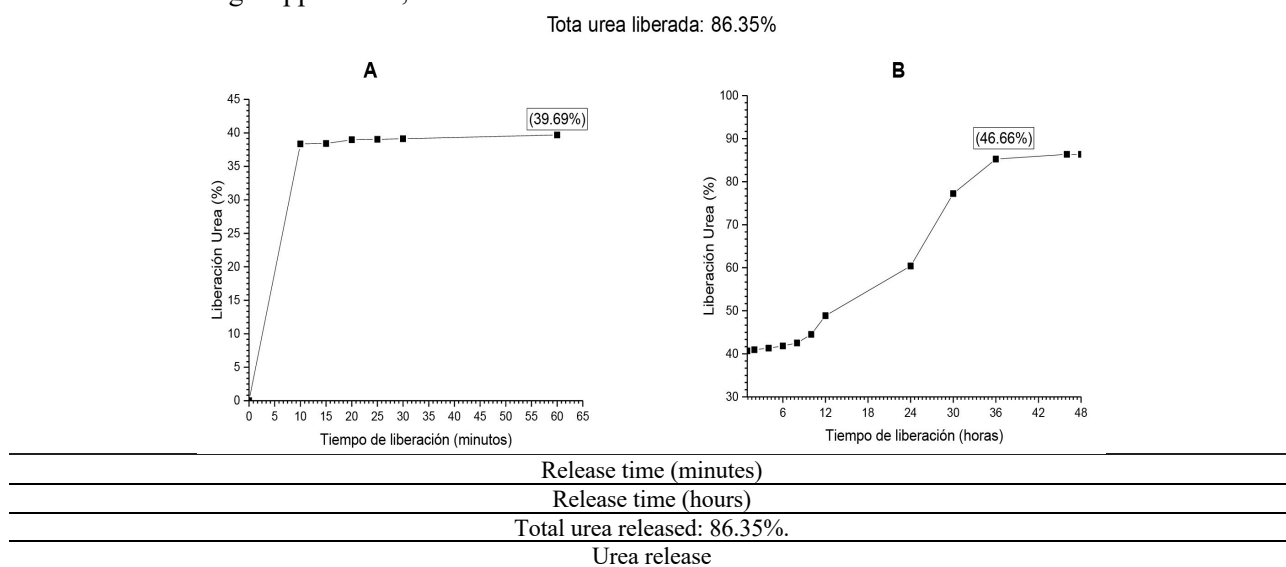 Tota urea liberada: 86.35%
A
B
45
40
35
30
25
20
15
10
5
0
(39.69%)
Liberación Urea (%)
0 5 10 15 20 25 30 35 40 45 50 55 60 65
Tiempo de liberación (minutos)
100
90
80
70
60
50
40
30
(46.66%)
Liberación Urea (%)
6 12 18 24 30 36 42 48
Tiempo de liberación (horas)
Release time (minutes)
Release time (hours)
Total urea released: 86.35%.
Urea release